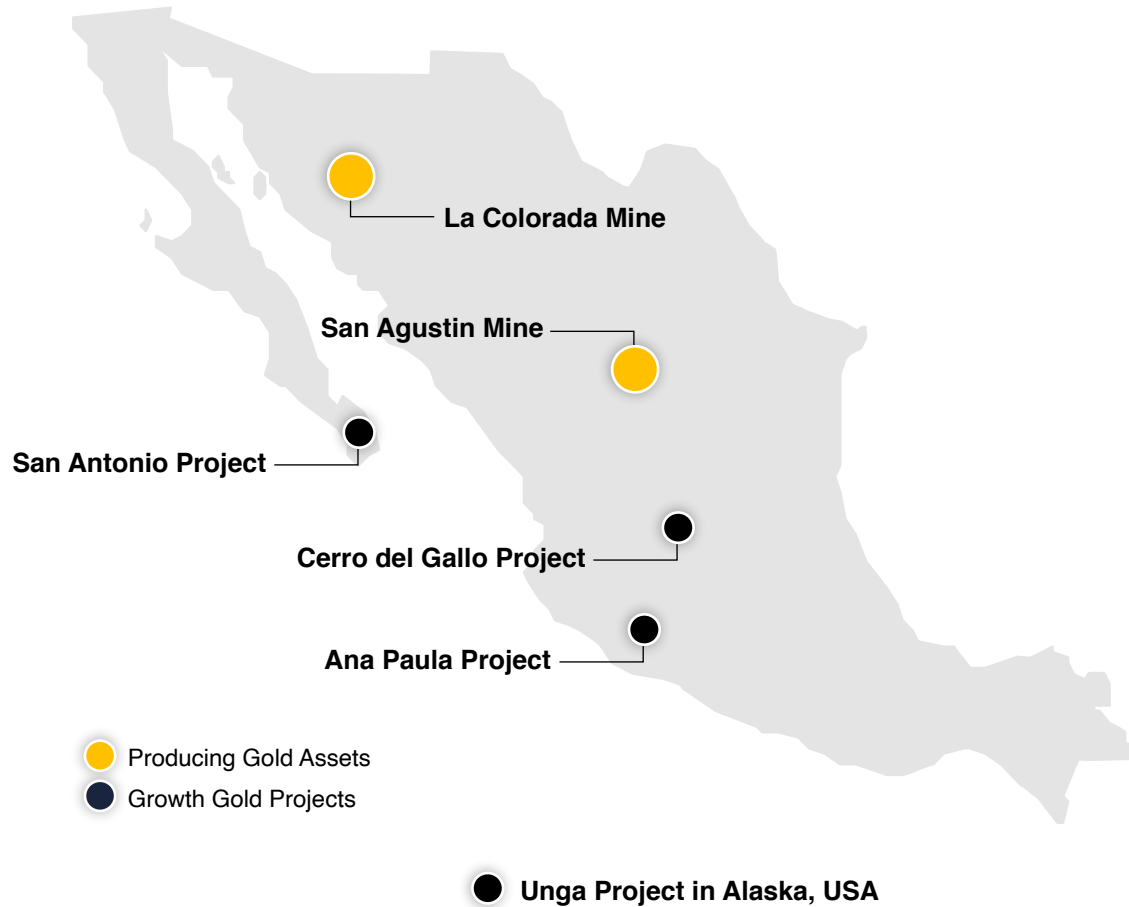 La Colorada Mine
San Agustin Mine
San Antonio Project
Cerro del Gallo Project
Ana Paula Project
Producing Gold Assets
Growth Gold Projects
Unga Project in Alaska, USA